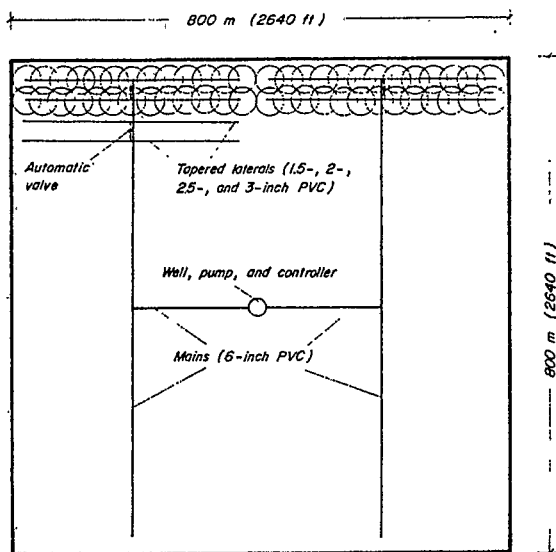 800 m (2640 ft)
Automatic
valve
Tapered laterals (1.5-, 2-,
2.5-, and 3-inch PVC)
Well, pump, and controller
Mains (6-inch PVC)
800 m (2640 ft)